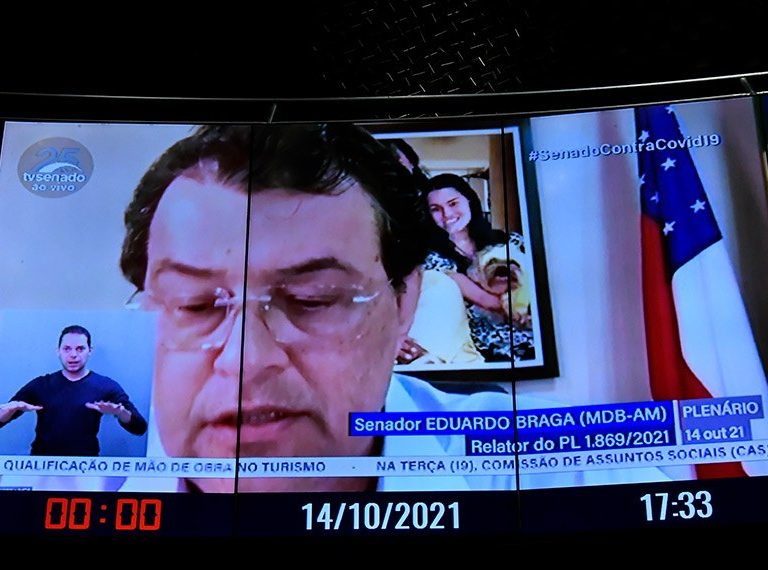 25
tvsenado
ao vivo
#SenadoContraCovid19
Senador EDUARDO BRAGA (MDB-AM)
Relator do PL 1.869/2021
PLENÁRIO
14 out 21
QUALIFICAÇÃO DE MÃO DE OBRA NO TURISMO - NA TERÇA (19), COMISSÃO DE ASSUNTOS SOCIAIS (CAS)
00:00
14/10/2021
17:33